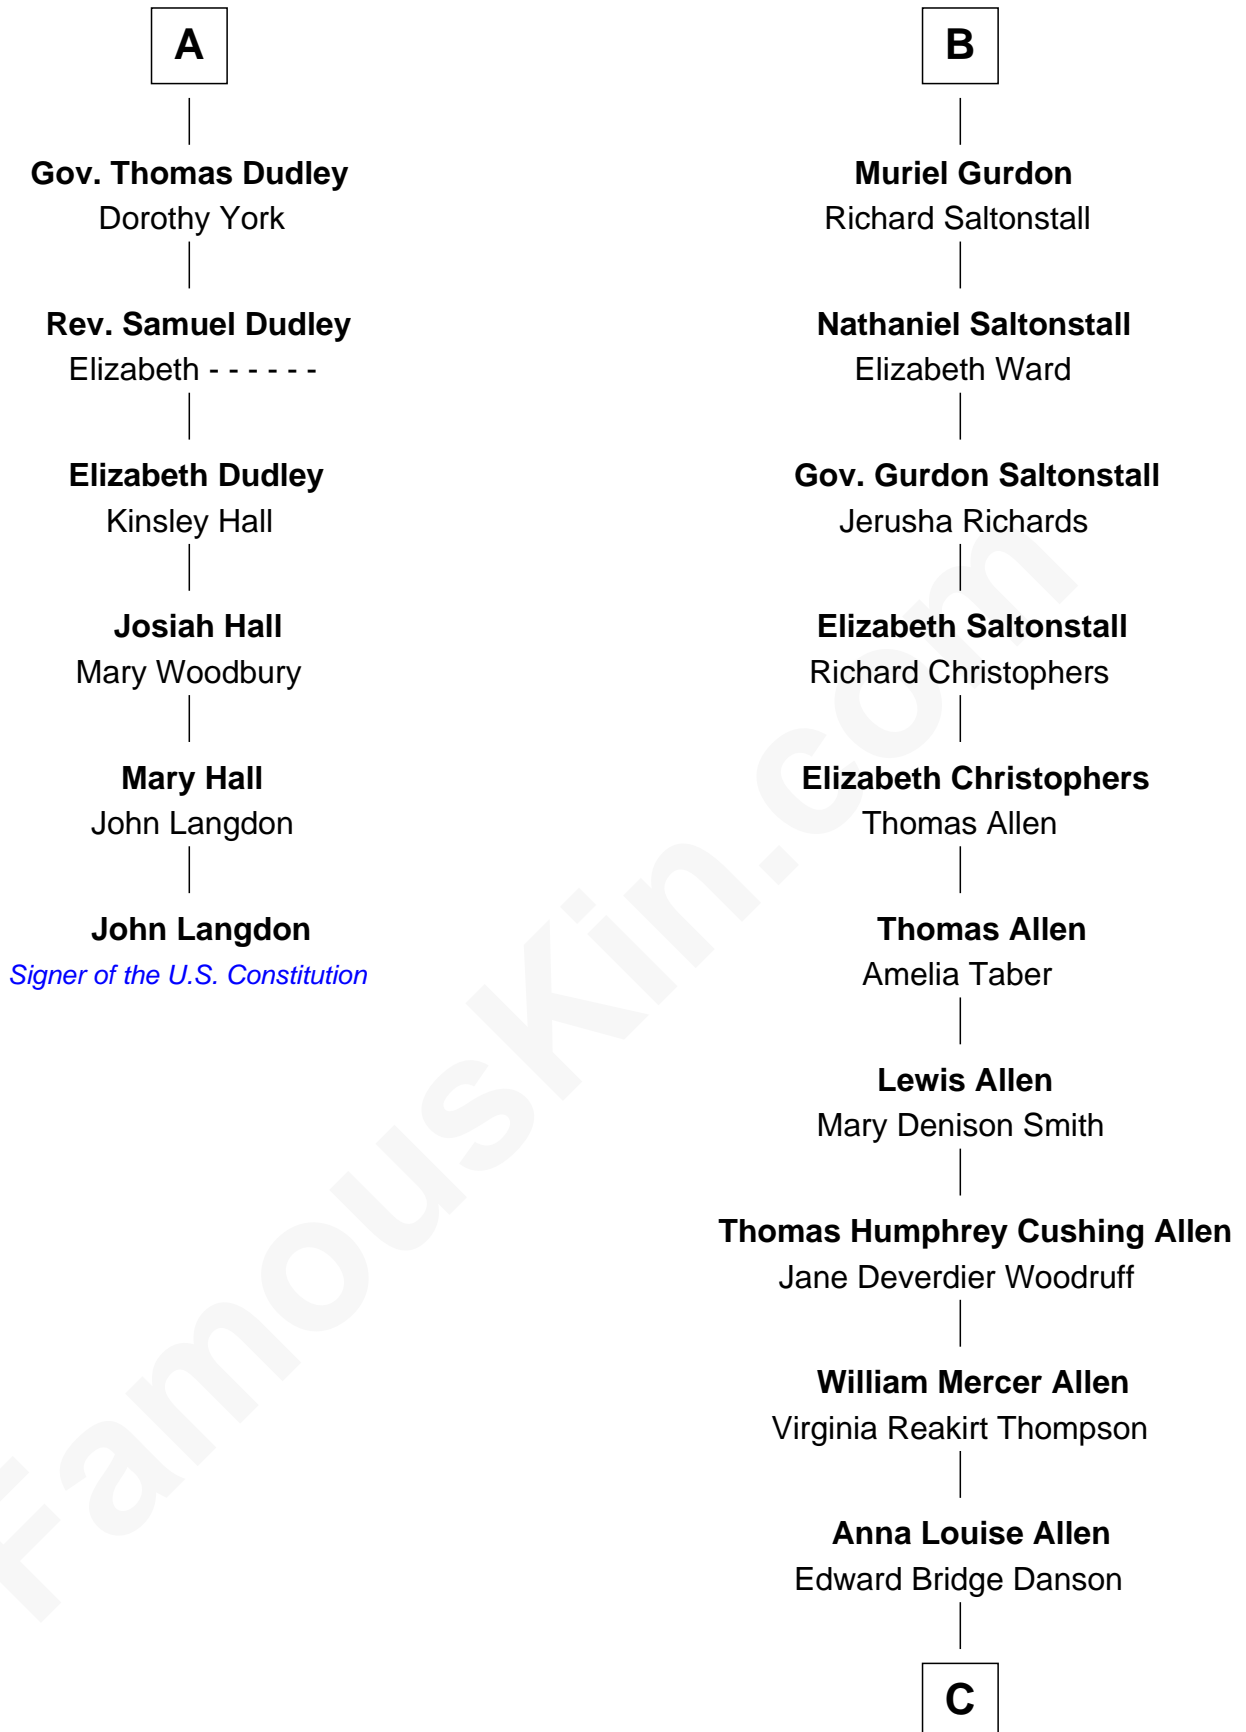 A
Gov. Thomas Dudley
Dorothy York
Rev. Samuel Dudley
Elizabeth - - - - - -
Elizabeth Dudley
Kinsley Hall
Josiah Hall
Mary Woodbury
Mary Hall
John Langdon
John Langdon
Signer of the U.S. Constitution
B
Muriel Gurdon
Richard Saltonstall
Nathaniel Saltonstall
Elizabeth Ward
Gov. Gurdon Saltonstall
Jerusha Richards
Elizabeth Saltonstall
Richard Christophers
Elizabeth Christophers
Thomas Allen
Thomas Allen
Amelia Taber
Lewis Allen
Mary Denison Smith
Thomas Humphrey Cushing Allen
Jane Deverdier Woodruff
William Mercer Allen
Virginia Reakirt Thompson
Anna Louise Allen
Edward Bridge Danson
C
FamousKin.com